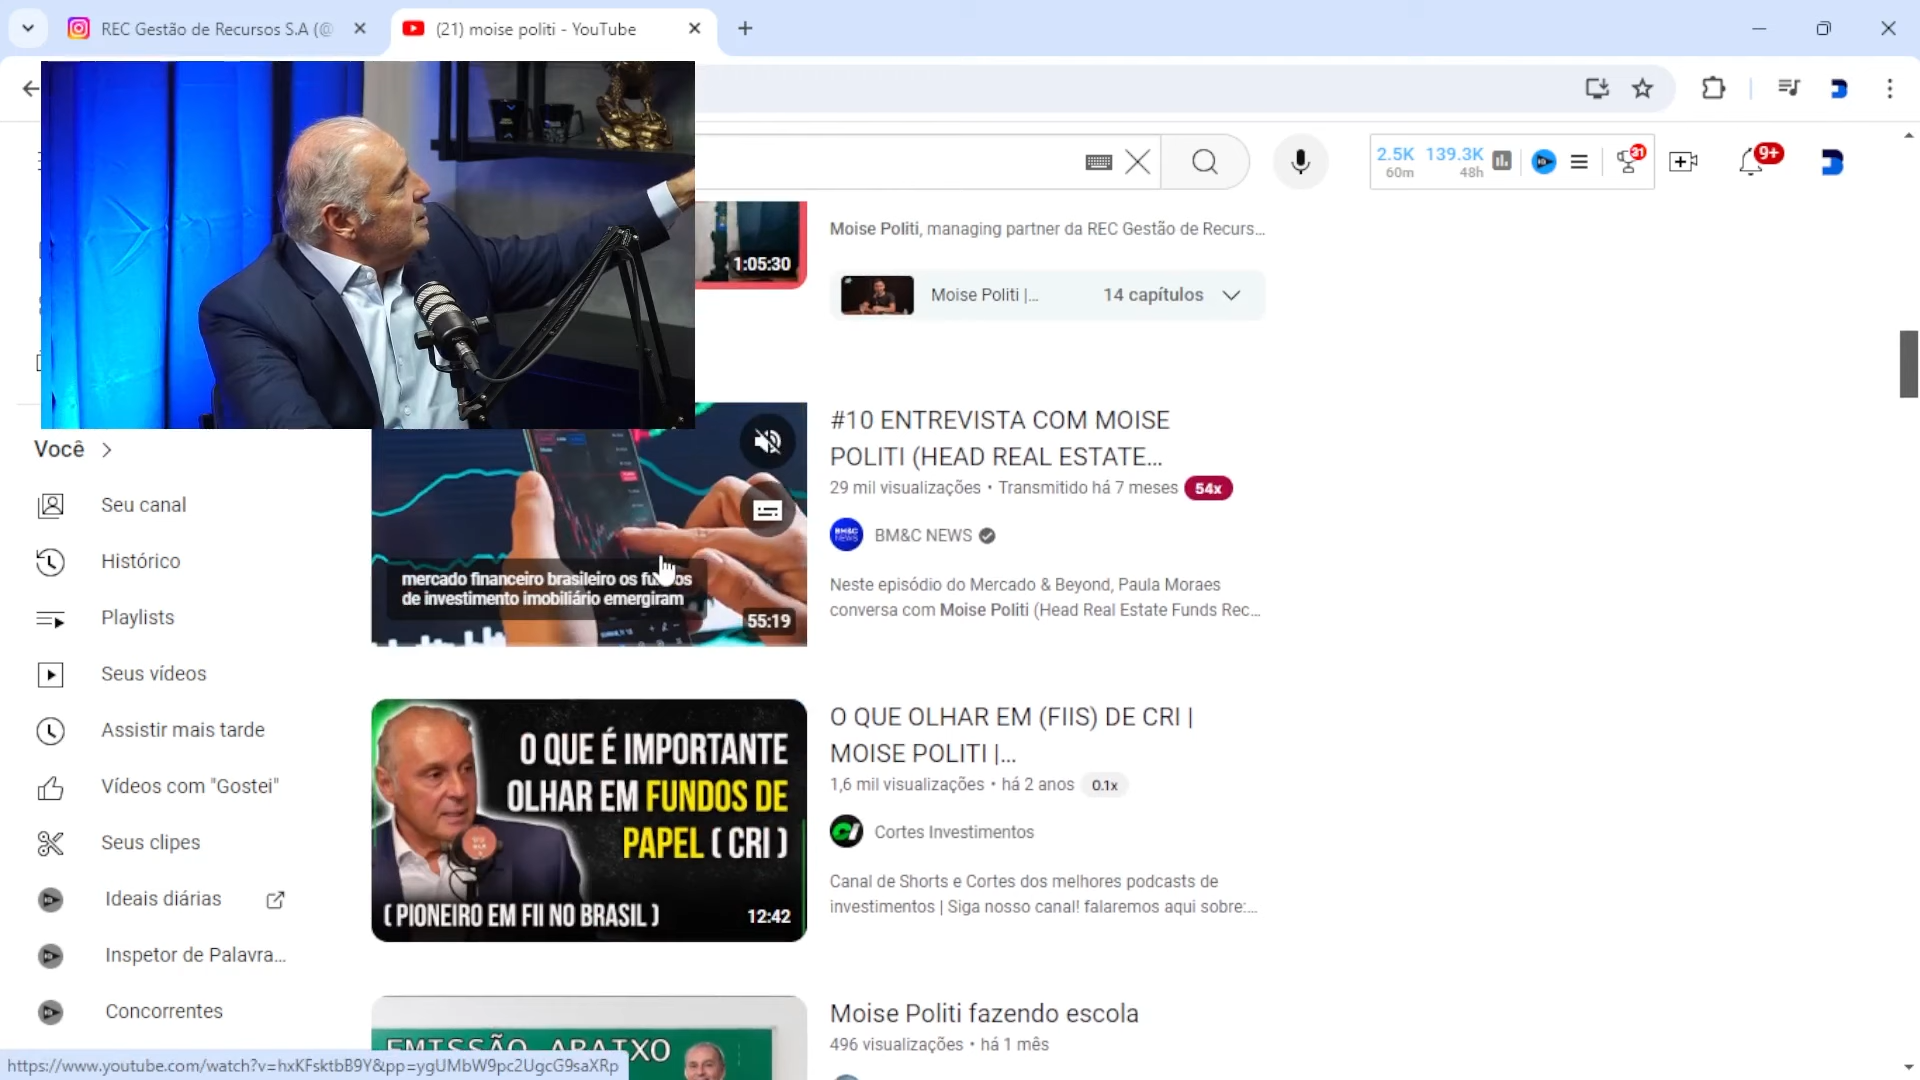 REC Gestão de Recursos S.A (@
(21) moise politi - YouTube
2.5K
60m
139.3K
48h
31
9+
1:05:30
Moise Politi, managing partner da REC Gestão de Recurs...
Moise Politi |...
14 capítulos
mercado financeiro brasileiro os fundos
de investimento imobiliário emergiram
55:19
#10 ENTREVISTA COM MOISE
POLITI (HEAD REAL ESTATE...
29 mil visualizações • Transmitido há 7 meses
54x
BM&C NEWS
BM&C NEWS
Neste episódio do Mercado & Beyond, Paula Moraes
conversa com Moise Politi (Head Real Estate Funds Rec...
Você
Seu canal
Histórico
Playlists
Seus vídeos
Assistir mais tarde
Vídeos com "Gostei"
Seus clipes
Ideais diárias
Inspetor de Palavra...
Concorrentes
O QUE É IMPORTANTE
OLHAR EM FUNDOS DE
PAPEL ( CRI )
( PIONEIRO EM FII NO BRASIL )
12:42
O QUE OLHAR EM (FIIS) DE CRI |
MOISE POLITI |...
1,6 mil visualizações • há 2 anos
0.1x
Cortes Investimentos
Canal de Shorts e Cortes dos melhores podcasts de
investimentos | Siga nosso canal! falaremos aqui sobre:...
EMISSÃO ABAIXO
Moise Politi fazendo escola
496 visualizações • há 1 mês
https://www.youtube.com/watch?v=hxKFsktbB9Y&pp=ygUMbW9pc2UgcG9saXRp